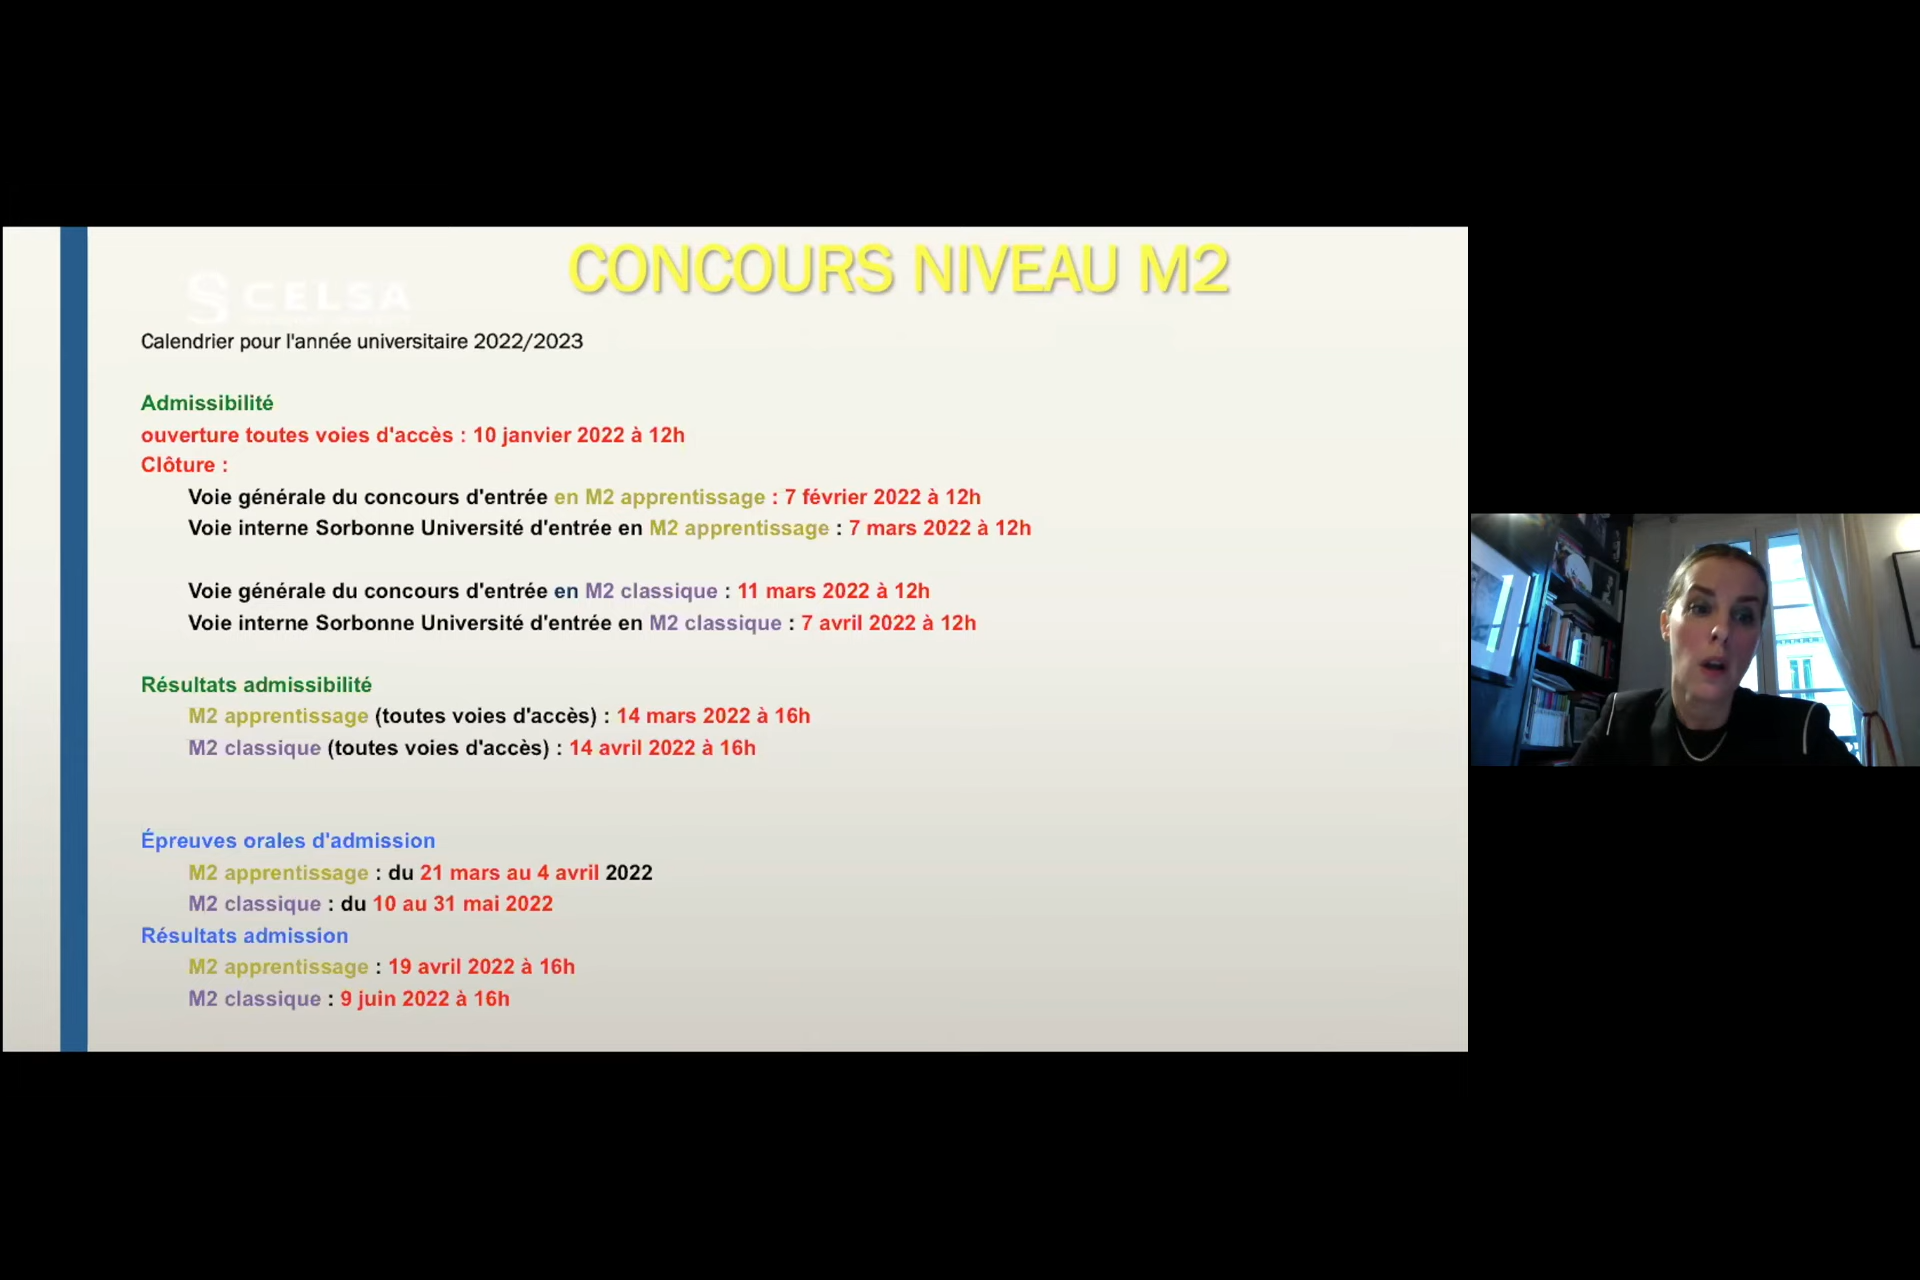 CONCOURS NIVEAU M2
CELSA
Calendrier pour l'année universitaire 2022/2023
Admissibilité
ouverture toutes voies d'accès : 10 janvier 2022 à 12h
Clôture :
Voie générale du concours d'entrée en M2 apprentissage : 7 février 2022 à 12h
Voie interne Sorbonne Université d'entrée en M2 apprentissage : 7 mars 2022 à 12h
Voie générale du concours d'entrée en M2 classique : 11 mars 2022 à 12h
Voie interne Sorbonne Université d'entrée en M2 classique : 7 avril 2022 à 12h
Résultats admissibilité
M2 apprentissage (toutes voies d'accès) : 14 mars 2022 à 16h
M2 classique (toutes voies d'accès) : 14 avril 2022 à 16h
Épreuves orales d'admission
M2 apprentissage : du 21 mars au 4 avril 2022
M2 classique : du 10 au 31 mai 2022
Résultats admission
M2 apprentissage : 19 avril 2022 à 16h
M2 classique : 9 juin 2022 à 16h